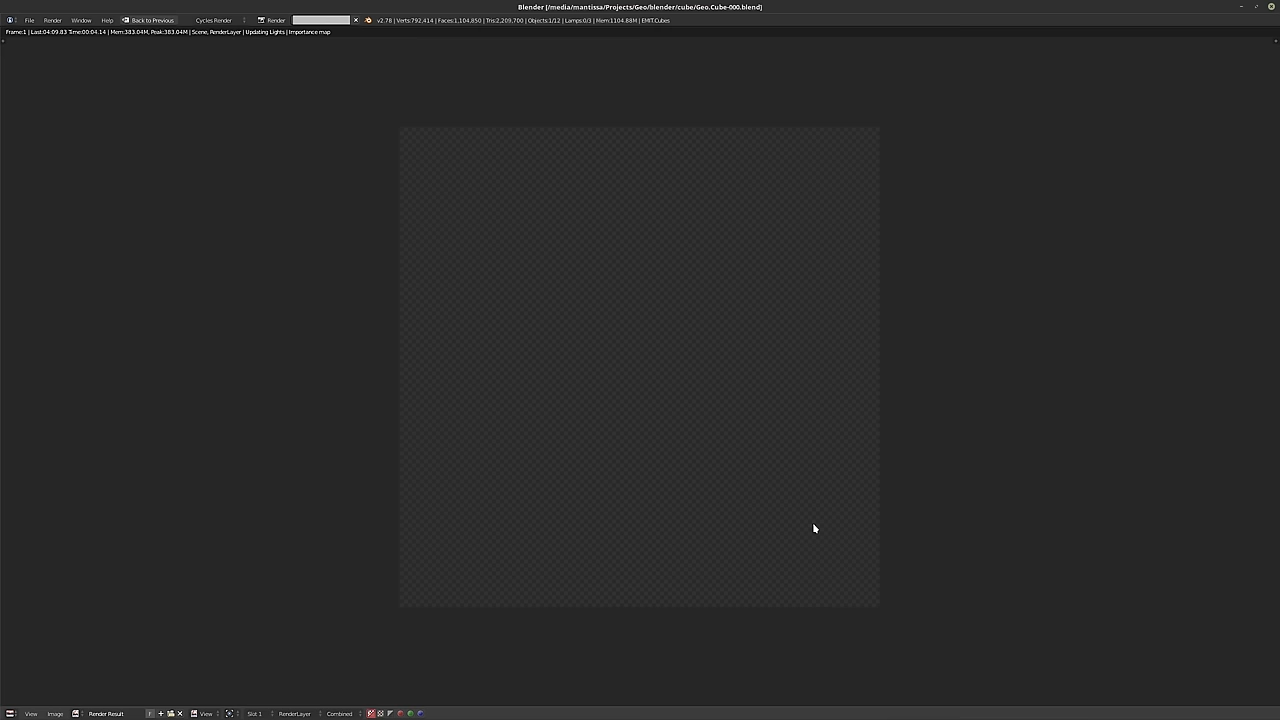 Blender [/media/mantissa/Projects/Geo/blender/cube/Geo.Cube-000.blend]
File Render Window Help Back to Previous Cycles Render Render v2.78 | Verts:792,414 | Faces:1,104,850 | Tris:2,209,700 | Objects:1/12 | Lamps:0/3 | Mem:1104.88M | EMIT.Cubes
Frame:1 | Last:04:09.83 Time:00:04.14 | Mem:383.04M, Peak:383.04M | Scene, RenderLayer | Updating Lights | Importance map
View Image Render Result F View Slot 1 RenderLayer Combined